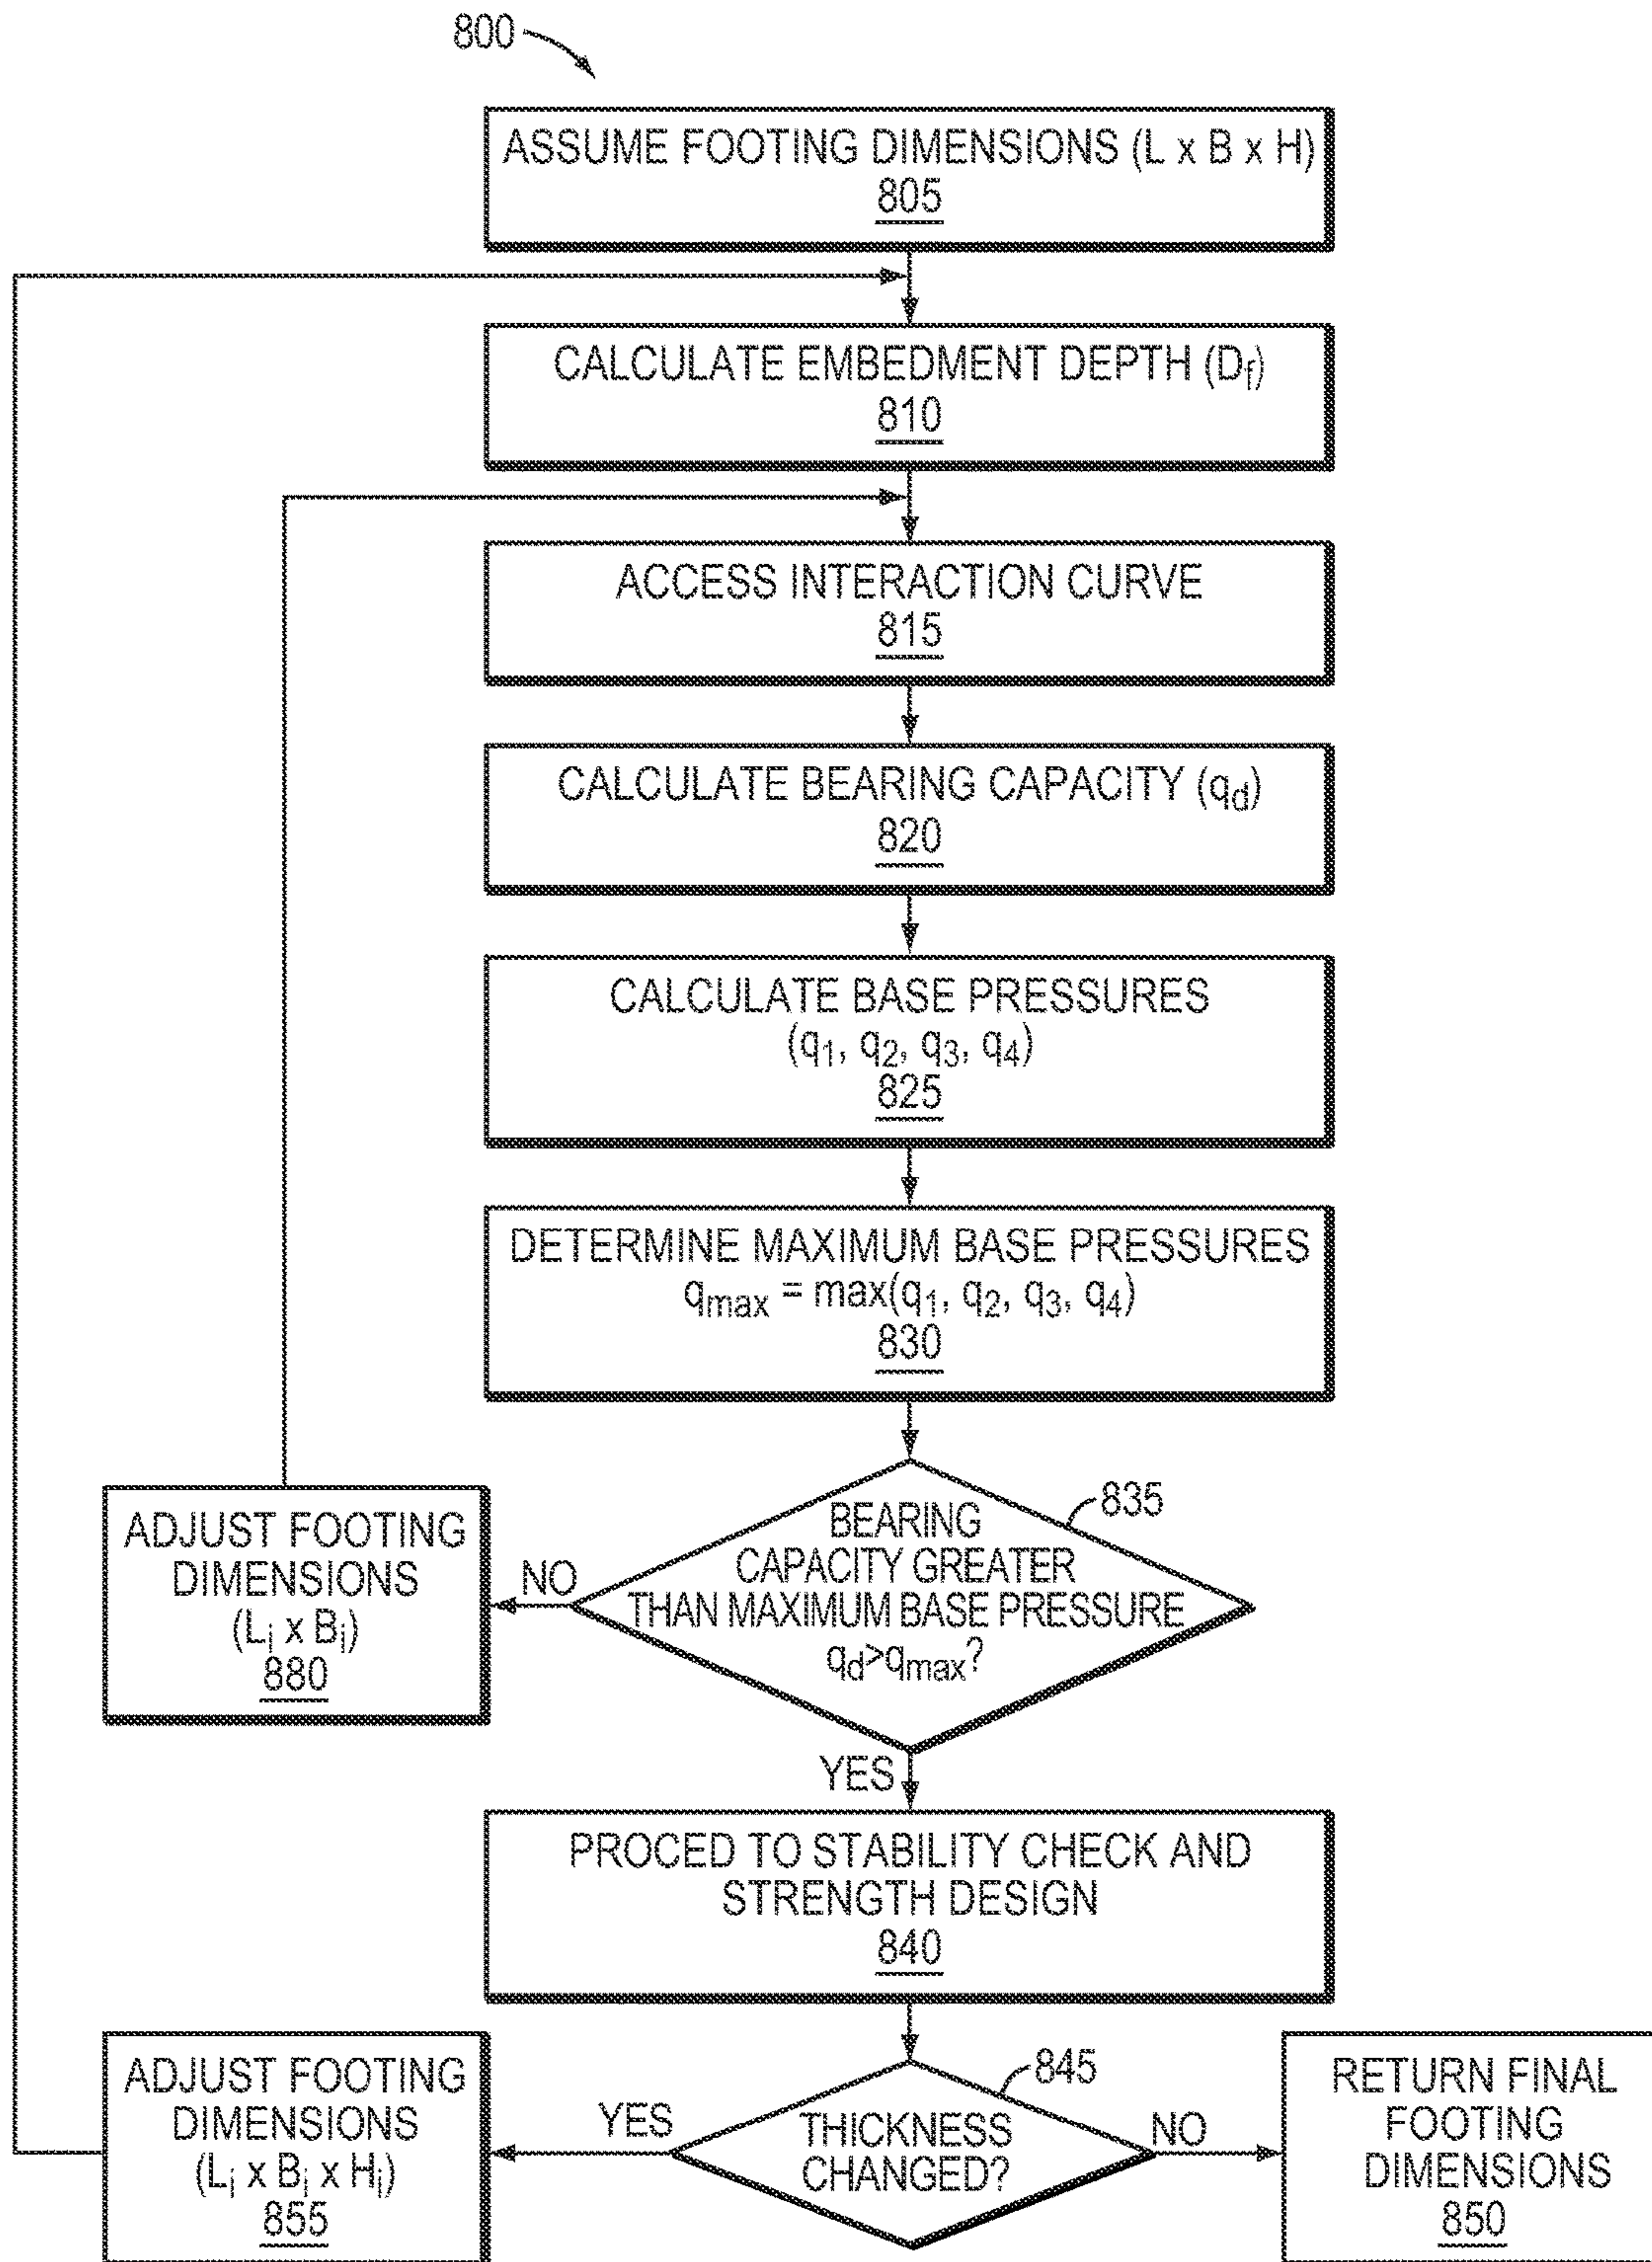 800
ASSUME FOOTING DIMENSIONS (L x B x H)
805
CALCULATE EMBEDMENT DEPTH (Df)
810
ACCESS INTERACTION CURVE
815
CALCULATE BEARING CAPACITY (qd)
820
CALCULATE BASE PRESSURES
(q1, q2, q3, q4)
825
DETERMINE MAXIMUM BASE PRESSURES
qmax = max(q1, q2, q3, q4)
830
835
BEARING
CAPACITY GREATER
THAN MAXIMUM BASE PRESSURE
qd>qmax?
NO
ADJUST FOOTING
DIMENSIONS
(Li x Bi)
880
YES
PROCED TO STABILITY CHECK AND
STRENGTH DESIGN
840
845
THICKNESS
CHANGED?
YES
ADJUST FOOTING
DIMENSIONS
(Li x Bi x Hi)
855
NO
RETURN FINAL
FOOTING
DIMENSIONS
850